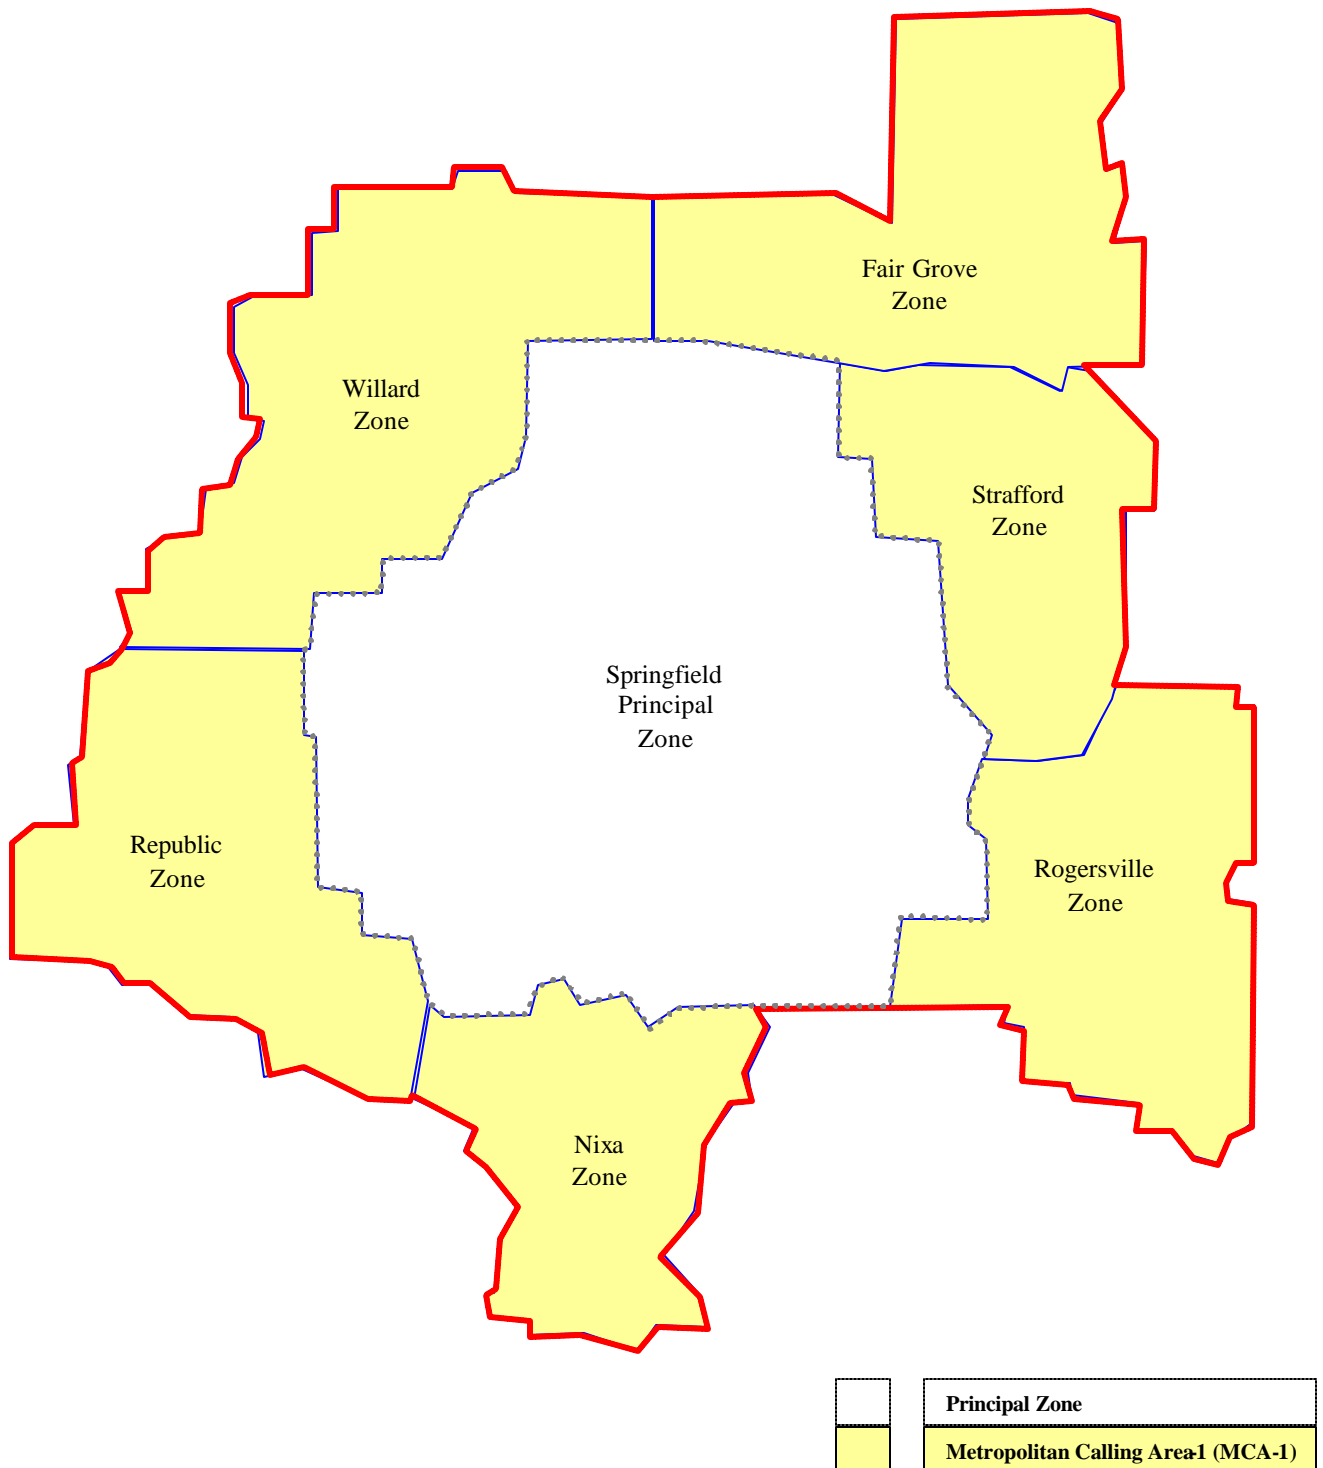 Fair Grove
Zone
Willard
Zone
Strafford
Zone
Springfield
Principal
Zone
Republic
Zone
Rogersville
Zone
Nixa
Zone
Principal Zone
Metropolitan Calling Area-1 (MCA-1)